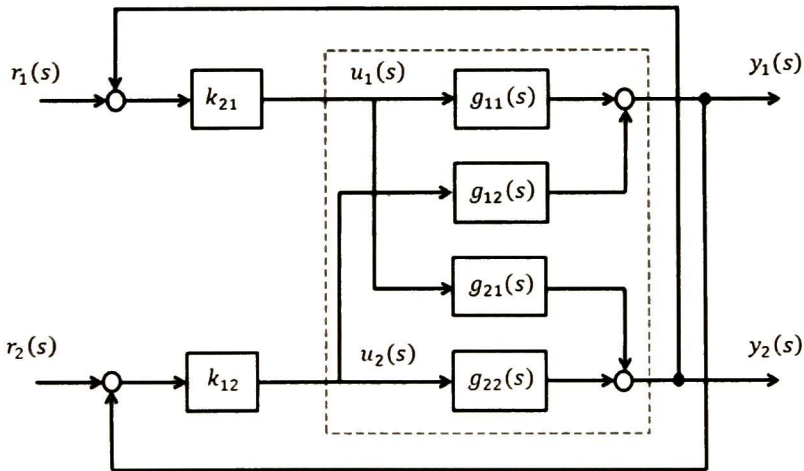 r₁(s)
k₂₁
u₁(s)
g₁₁(s)
y₁(s)
g₁₂(s)
g₂₁(s)
r₂(s)
k₁₂
u₂(s)
g₂₂(s)
y₂(s)